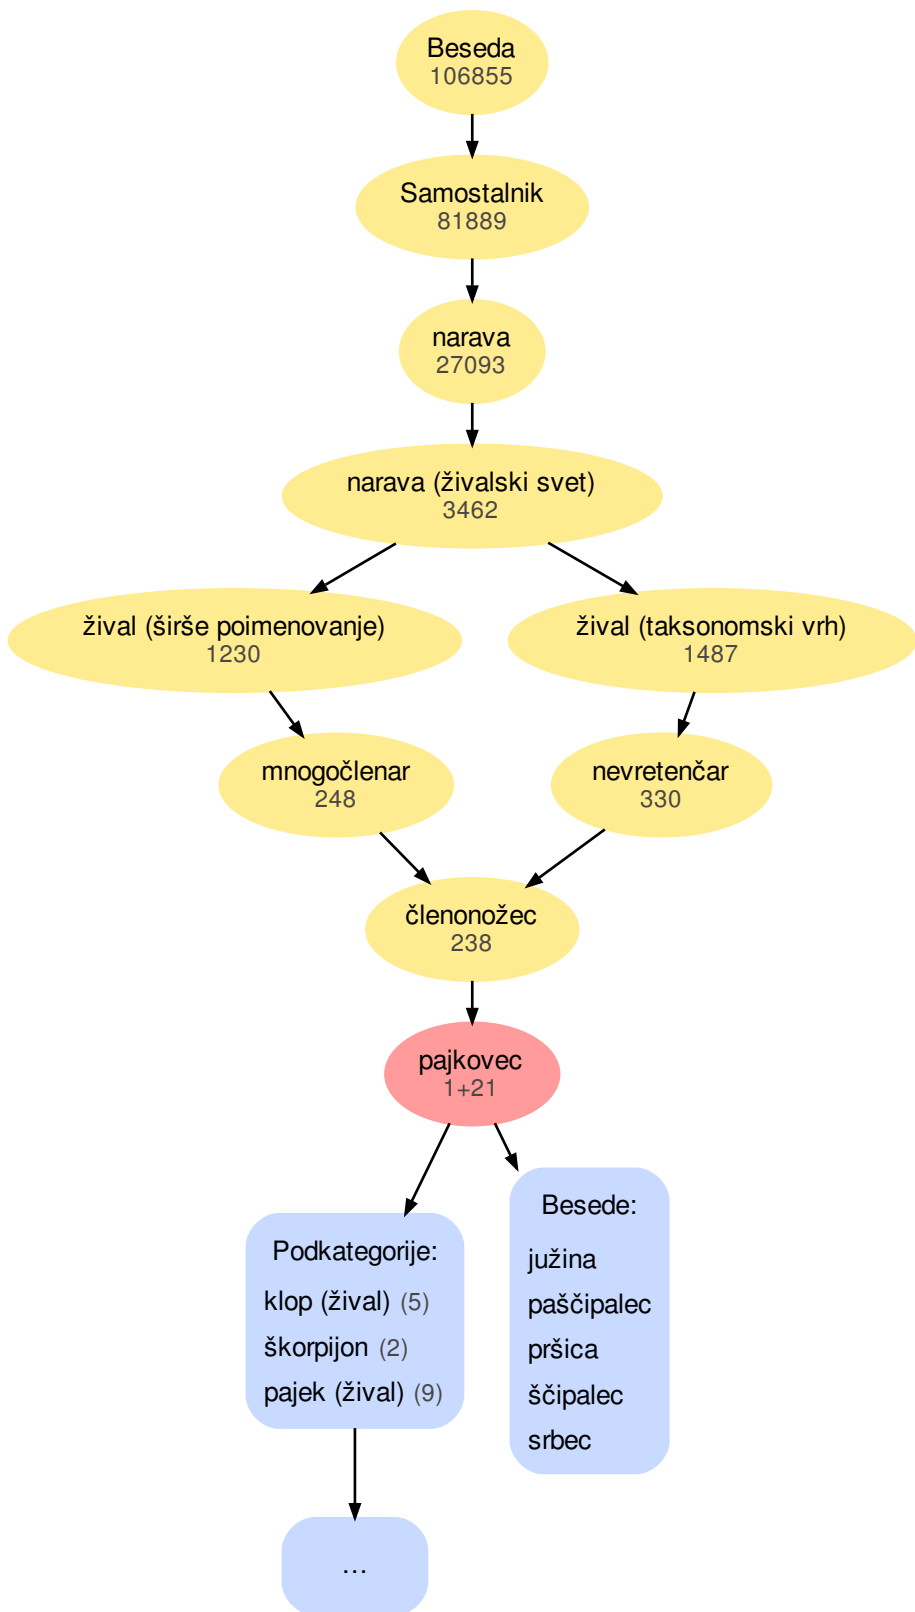 Beseda
106855
Samostalnik
81889
narava
27093
narava (živalski svet)
3462
žival (širše poimenovanje)
1230
žival (taksonomski vrh)
1487
mnogočlenar
248
nevretenčar
330
členonožec
238
pajkovec
1+21
Podkategorije:
klop (žival) (5)
škorpijon (2)
pajek (žival) (9)
Besede:
južina
paščipalec
pršica
ščipalec
srbec
...